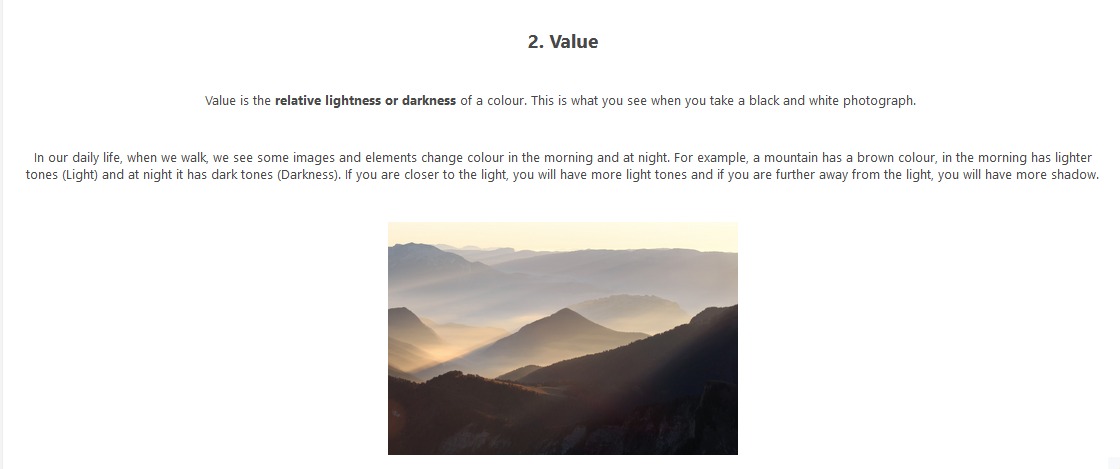 2. Value
Value is the relative lightness or darkness of a colour. This is what you see when you take a black and white photograph.
In our daily life, when we walk, we see some images and elements change colour in the morning and at night. For example, a mountain has a brown colour, in the morning has lighter
tones (Light) and at night it has dark tones (Darkness). If you are closer to the light, you will have more light tones and if you are further away from the light, you will have more shadow.